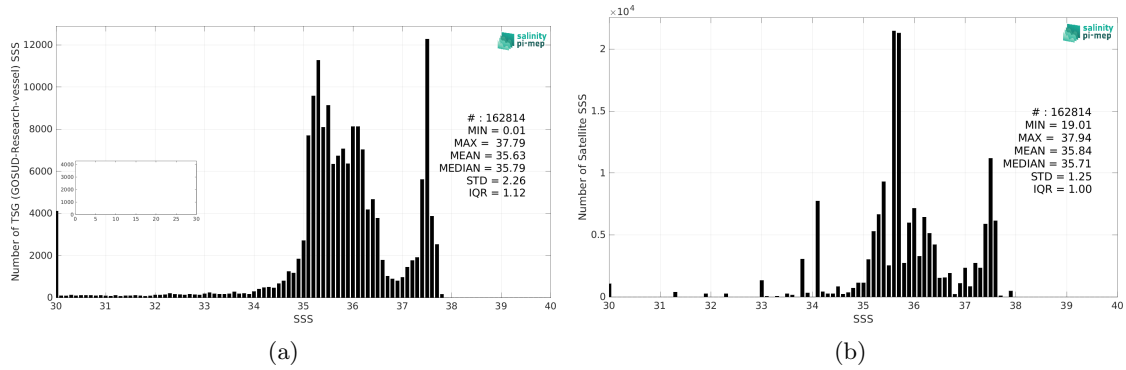 salinity
pi-mep
Number of TSG (GOSUD-Research-vessel) SSS
12000
10000
8000
6000
4000
2000
0
# : 162814
MIN = 0.01
MAX = 37.79
MEAN = 35.63
MEDIAN = 35.79
STD = 2.26
IQR = 1.12
4000
3000
2000
1000
0
0 5 10 15 20 25 30
30 31 32 33 34 35 36 37 38 39 40
SSS
(a)
×10⁴
salinity
pi-mep
Number of Satellite SSS
2
1.5
1
0.5
0
# : 162814
MIN = 19.01
MAX = 37.94
MEAN = 35.84
MEDIAN = 35.71
STD = 1.25
IQR = 1.00
30 31 32 33 34 35 36 37 38 39 40
SSS
(b)